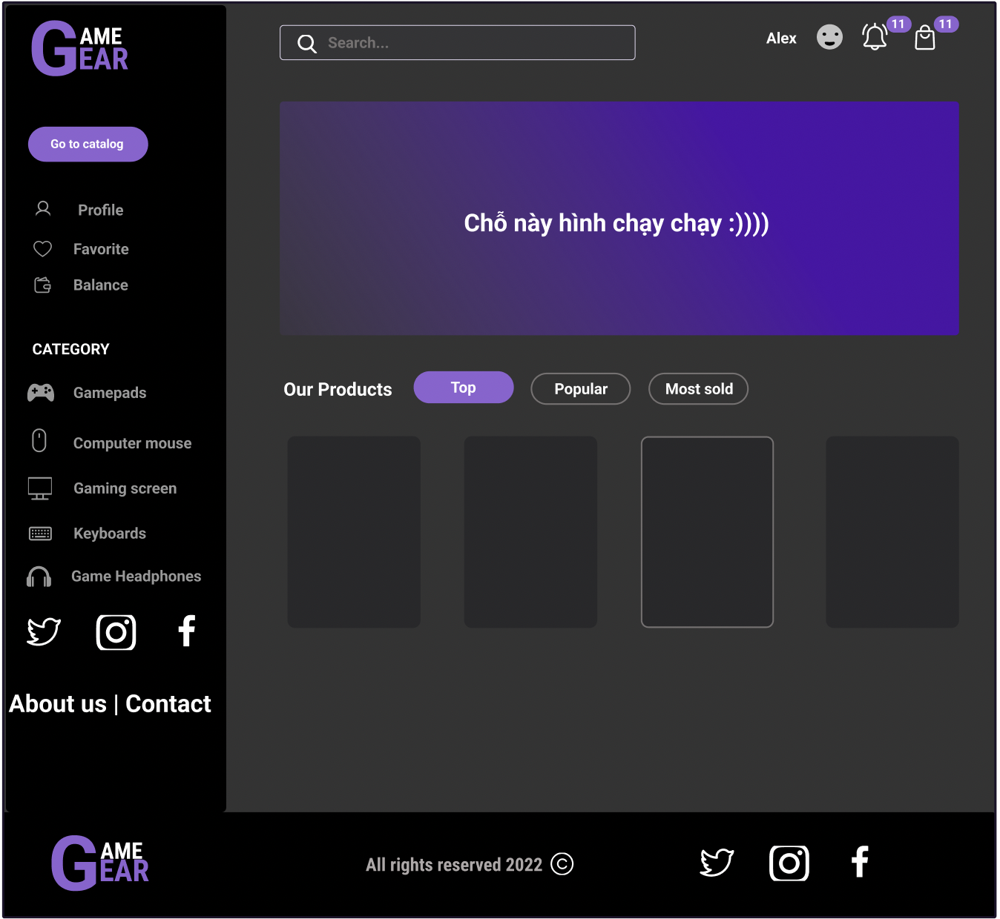 GAME
GEAR
Search...
Alex
11
11
Go to catalog
Profile
Favorite
Balance
CATEGORY
Gamepads
Computer mouse
Gaming screen
Keyboards
Game Headphones
About us | Contact
Chỗ này hình chạy chạy :))))
Our Products
Top
Popular
Most sold
GAME
GEAR
All rights reserved 2022 ©